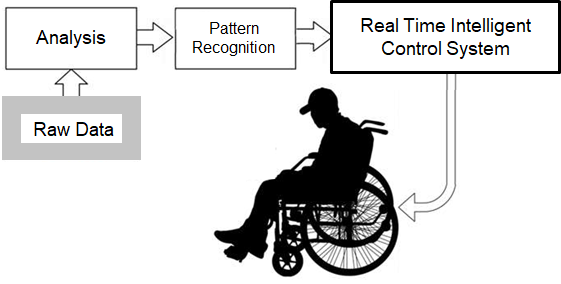 Analysis
Pattern
Recognition
Real Time Intelligent
Control System
Raw Data